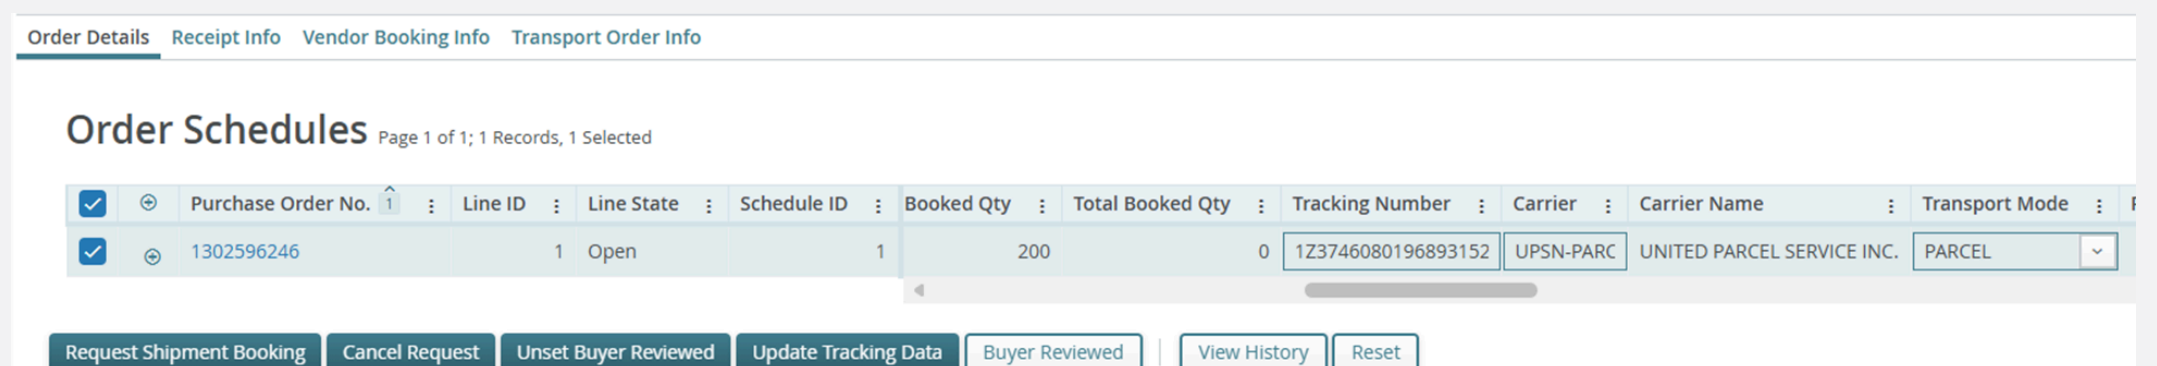 Order Details Receipt Info Vendor Booking Info Transport Order Info
Order Schedules Page 1 of 1; 1 Records, 1 Selected
Purchase Order No. 1 Line ID Line State Schedule ID Booked Qty Total Booked Qty Tracking Number Carrier Carrier Name Transport Mode
1302596246 1 Open 1 200 0 1Z3746080196893152 UPSN-PARC UNITED PARCEL SERVICE INC. PARCEL
Request Shipment Booking Cancel Request Unset Buyer Reviewed Update Tracking Data Buyer Reviewed View History Reset